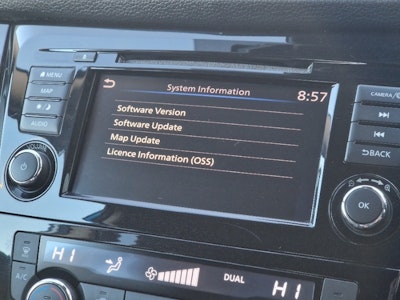 MENU
MAP
AUDIO
VOLUME
System Information
8:57
Software Version
Software Update
Map Update
Licence Information (OSS)
CAMERA/
BACK
OK
HI
A/C
DUAL
HI